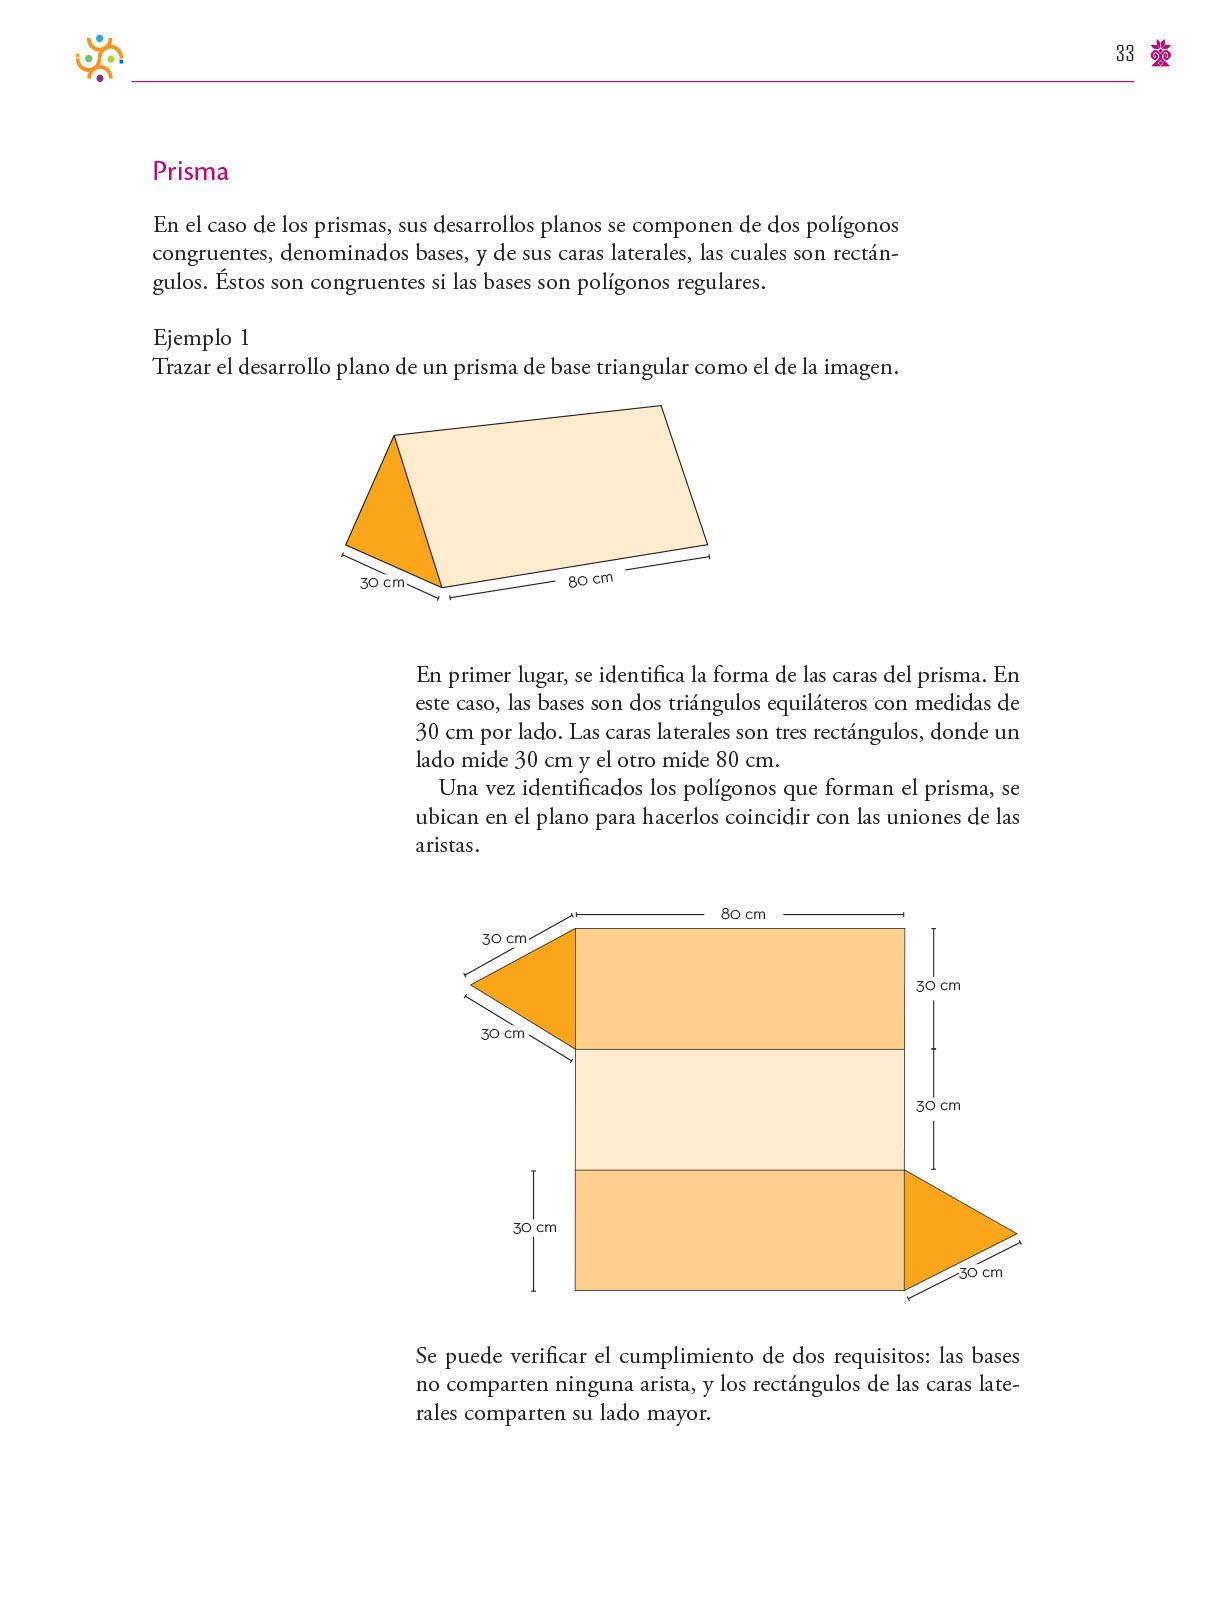 33
Prisma
En el caso de los prismas, sus desarrollos planos se componen de dos polígonos
congruentes, denominados bases, y de sus caras laterales, las cuales son rectán-
gulos. Éstos son congruentes si las bases son polígonos regulares.
Ejemplo 1
Trazar el desarrollo plano de un prisma de base triangular como el de la imagen.
30 cm
80 cm
En primer lugar, se identifica la forma de las caras del prisma. En
este caso, las bases son dos triángulos equiláteros con medidas de
30 cm por lado. Las caras laterales son tres rectángulos, donde un
lado mide 30 cm y el otro mide 80 cm.
Una vez identificados los polígonos que forman el prisma, se
ubican en el plano para hacerlos coincidir con las uniones de las
aristas.
80 cm
30 cm
30 cm
30 cm
30 cm
30 cm
30 cm
Se puede verificar el cumplimiento de dos requisitos: las bases
no comparten ninguna arista, y los rectángulos de las caras late-
rales comparten su lado mayor.